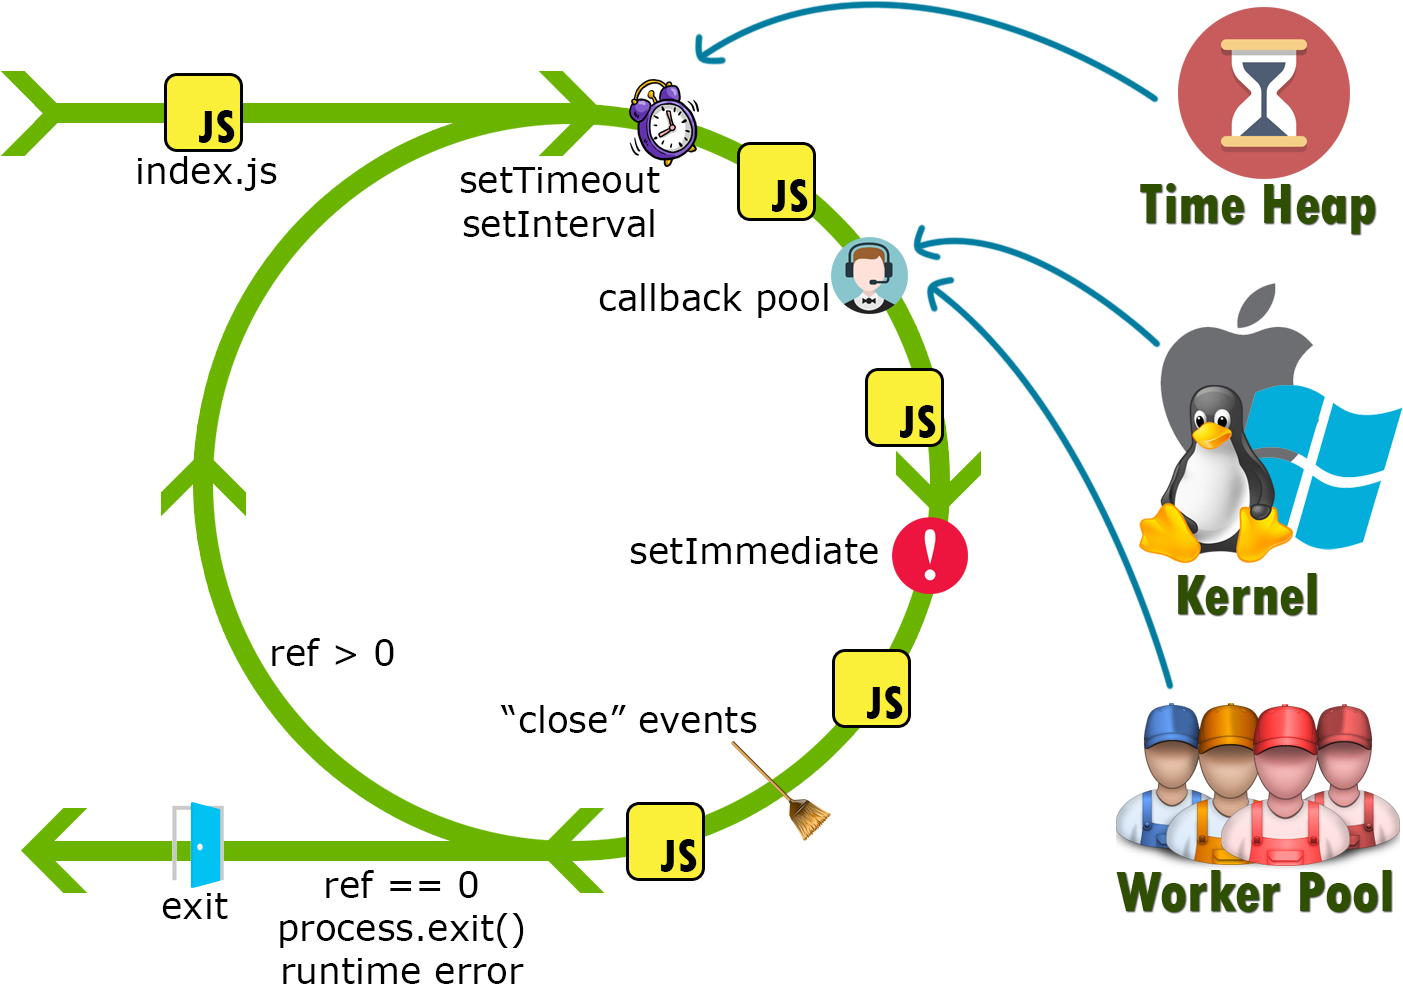 JS
index.js
setTimeout
setInterval
JS
Time Heap
callback pool
JS
setImmediate
Kernel
ref > 0
JS
“close” events
JS
exit
ref == 0
process.exit()
runtime error
Worker Pool